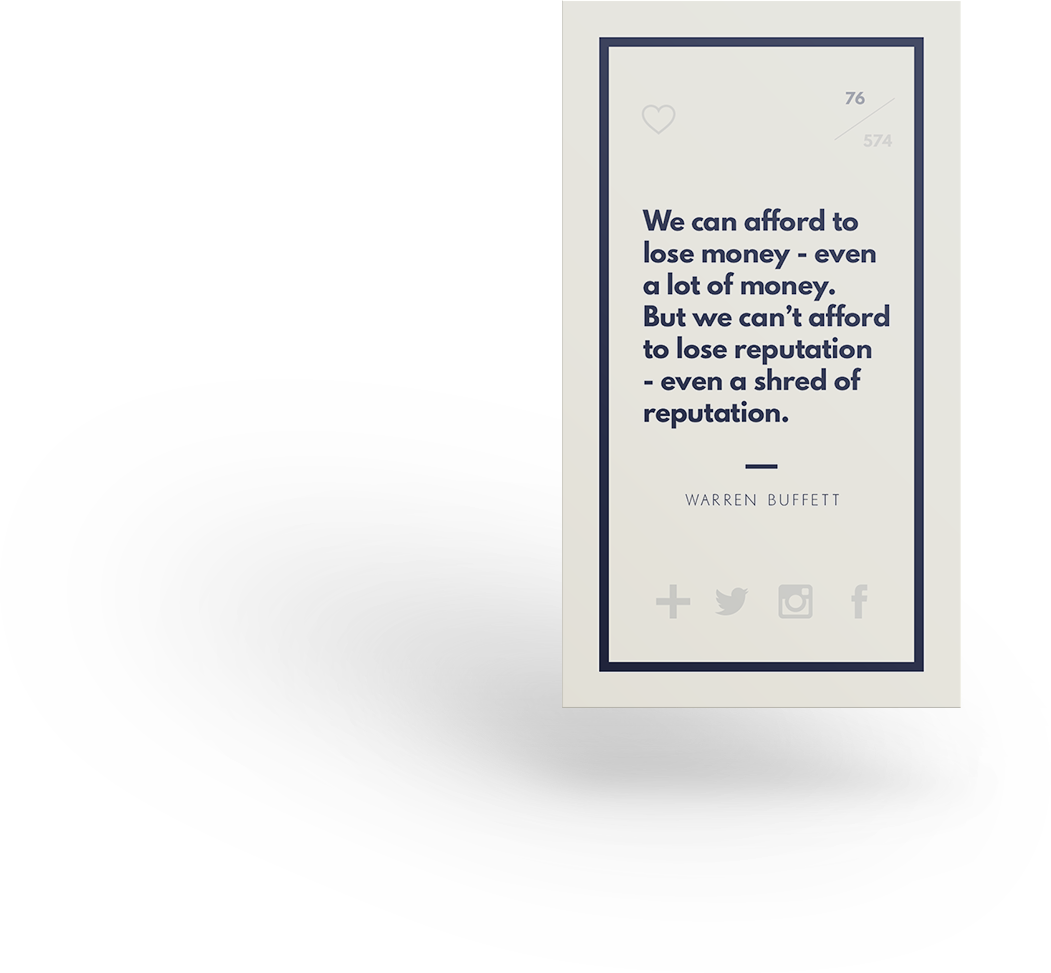 76
574
We can afford to
lose money - even
a lot of money.
But we can’t afford
to lose reputation
- even a shred of
reputation.
WARREN BUFFETT